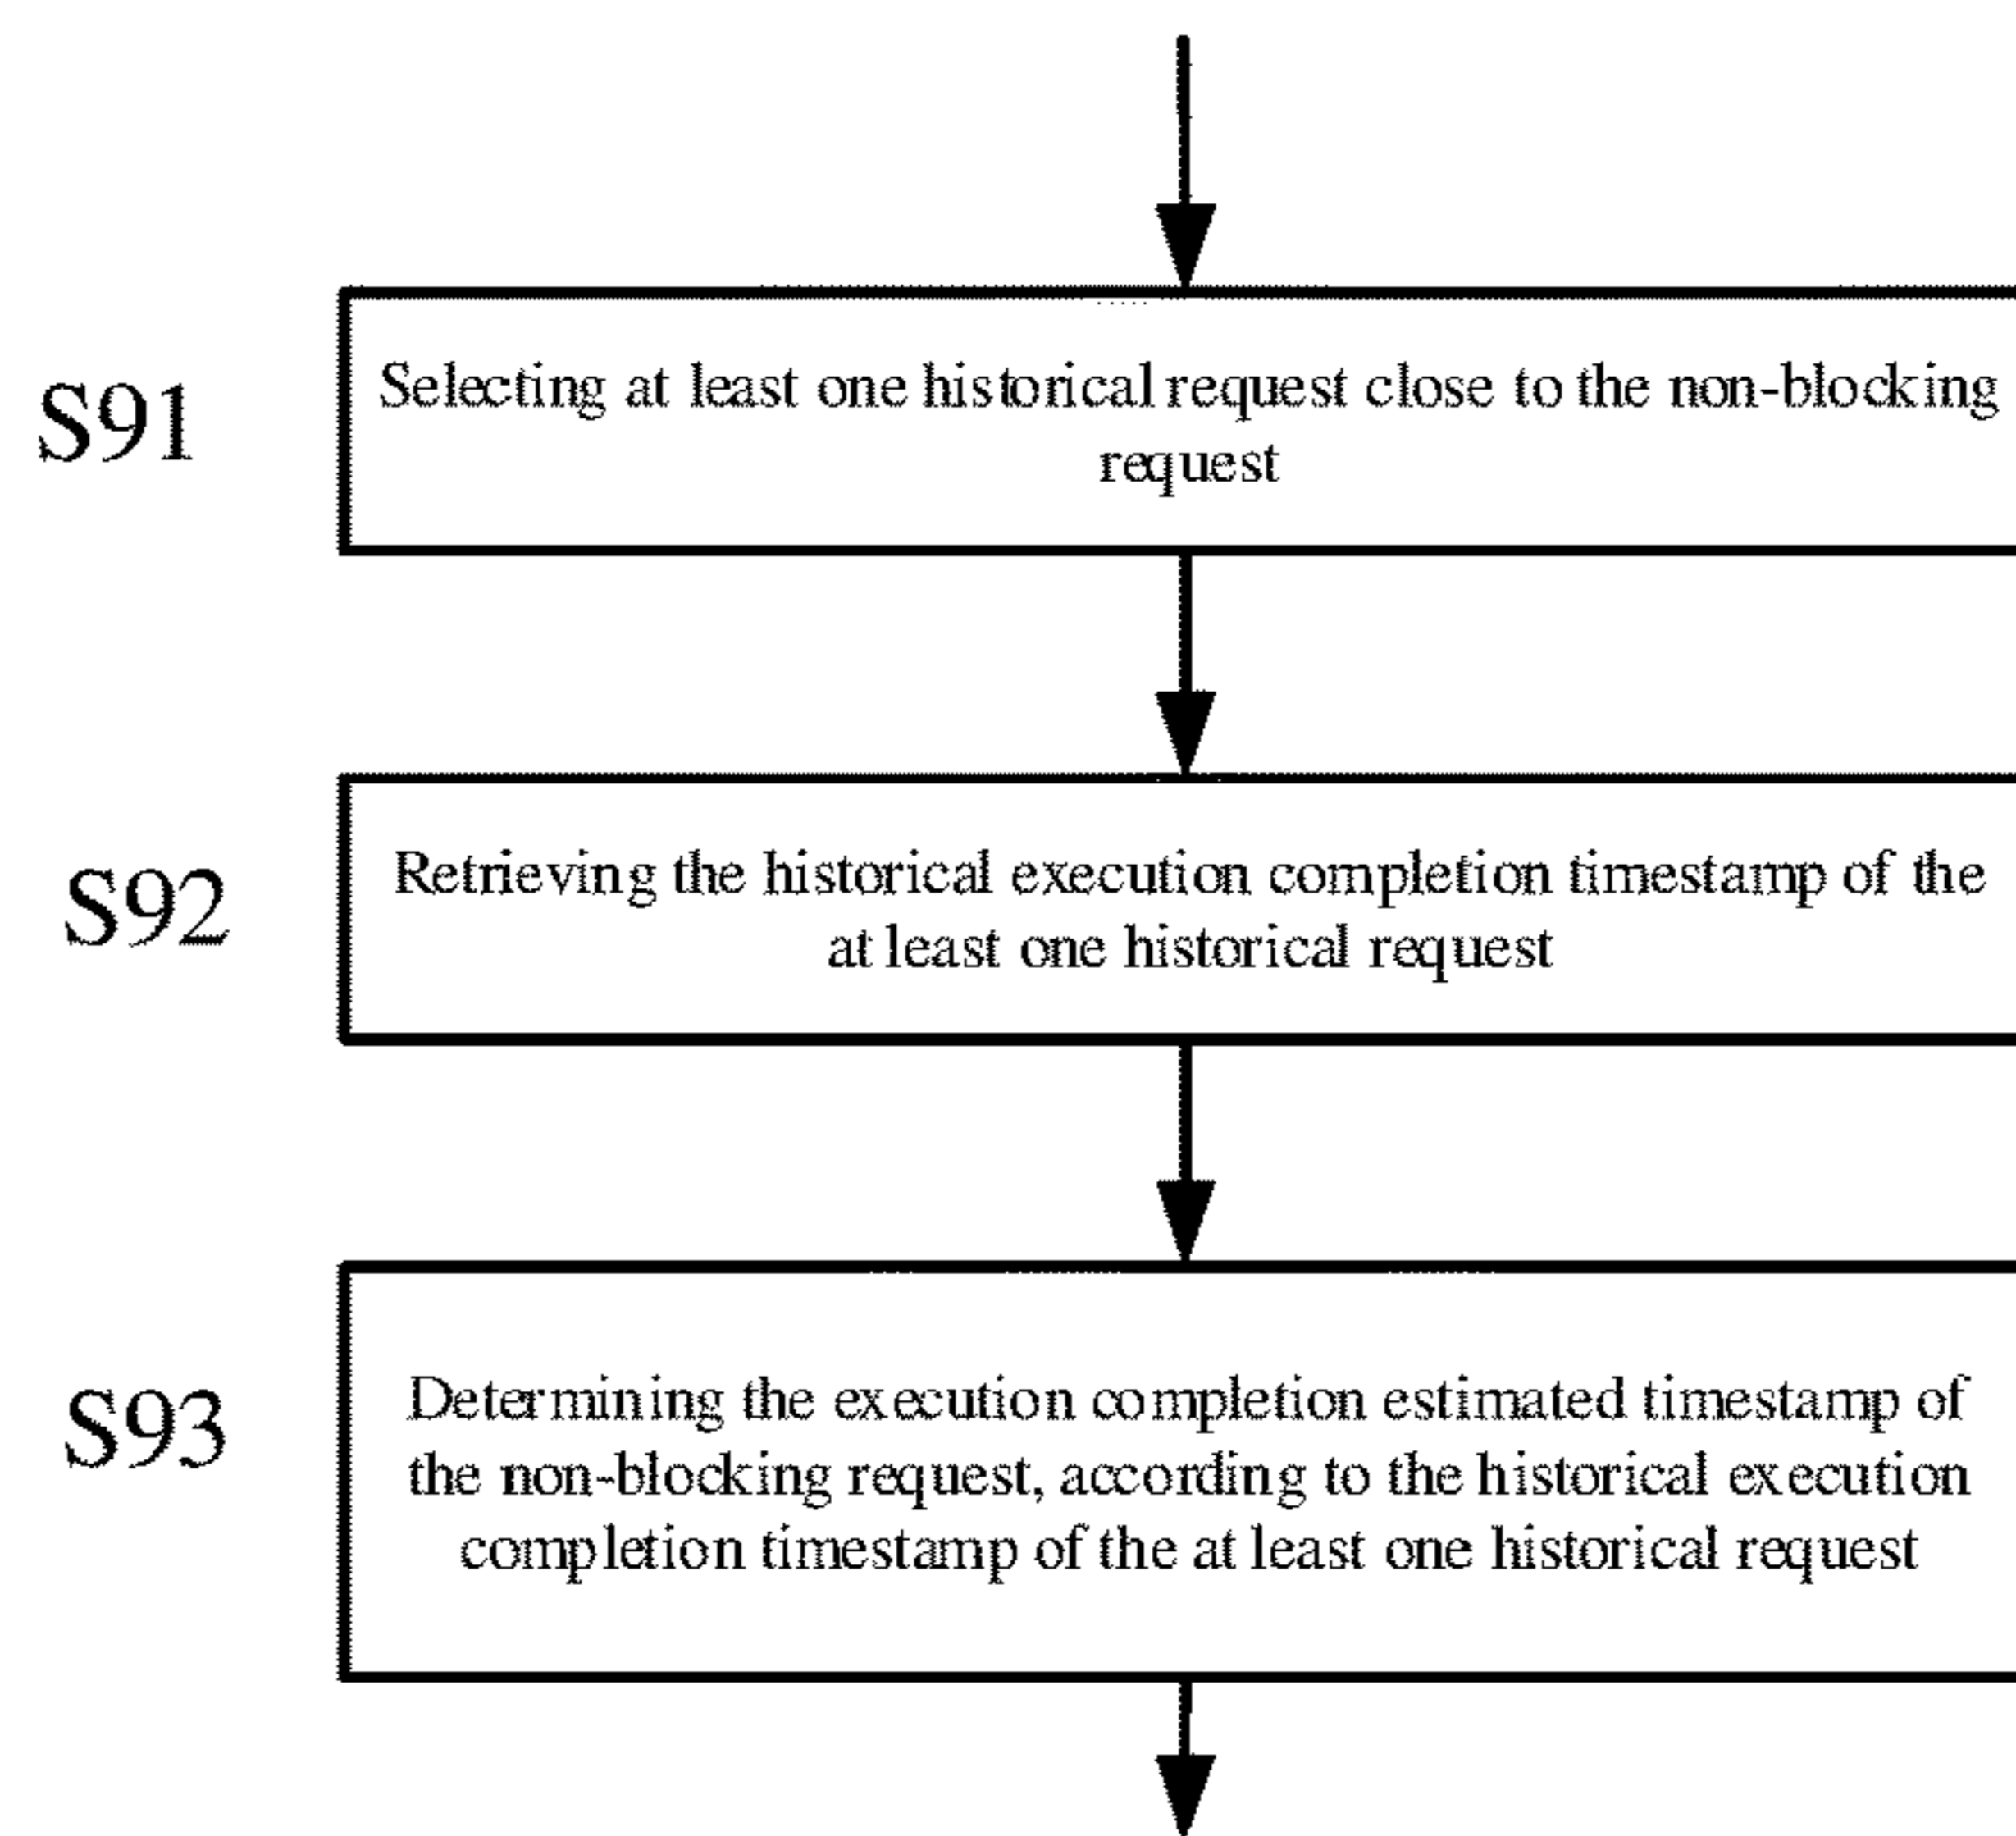 S91
Selecting at least one historical request close to the non-blocking
request
S92
Retrieving the historical execution completion timestamp of the
at least one historical request
S93
Determining the execution completion estimated timestamp of
the non-blocking request, according to the historical execution
completion timestamp of the at least one historical request